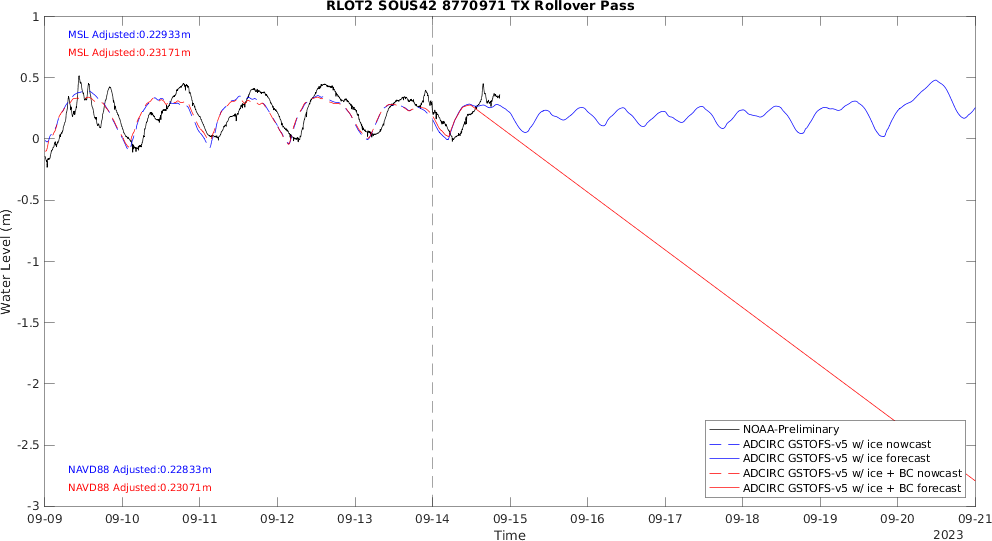 RLOT2 SOUS42 8770971 TX Rollover Pass
MSL Adjusted:0.22933m
MSL Adjusted:0.23171m
1
0.5
0
-0.5
-1
-1.5
-2
-2.5
-3
Water Level (m)
NAVD88 Adjusted:0.22833m
NAVD88 Adjusted:0.23071m
NOAA-Preliminary
ADCIRC GSTOFS-v5 w/ ice nowcast
ADCIRC GSTOFS-v5 w/ ice forecast
ADCIRC GSTOFS-v5 w/ ice + BC nowcast
ADCIRC GSTOFS-v5 w/ ice + BC forecast
09-09 09-10 09-11 09-12 09-13 09-14 09-15 09-16 09-17 09-18 09-19 09-20 09-21
Time
2023